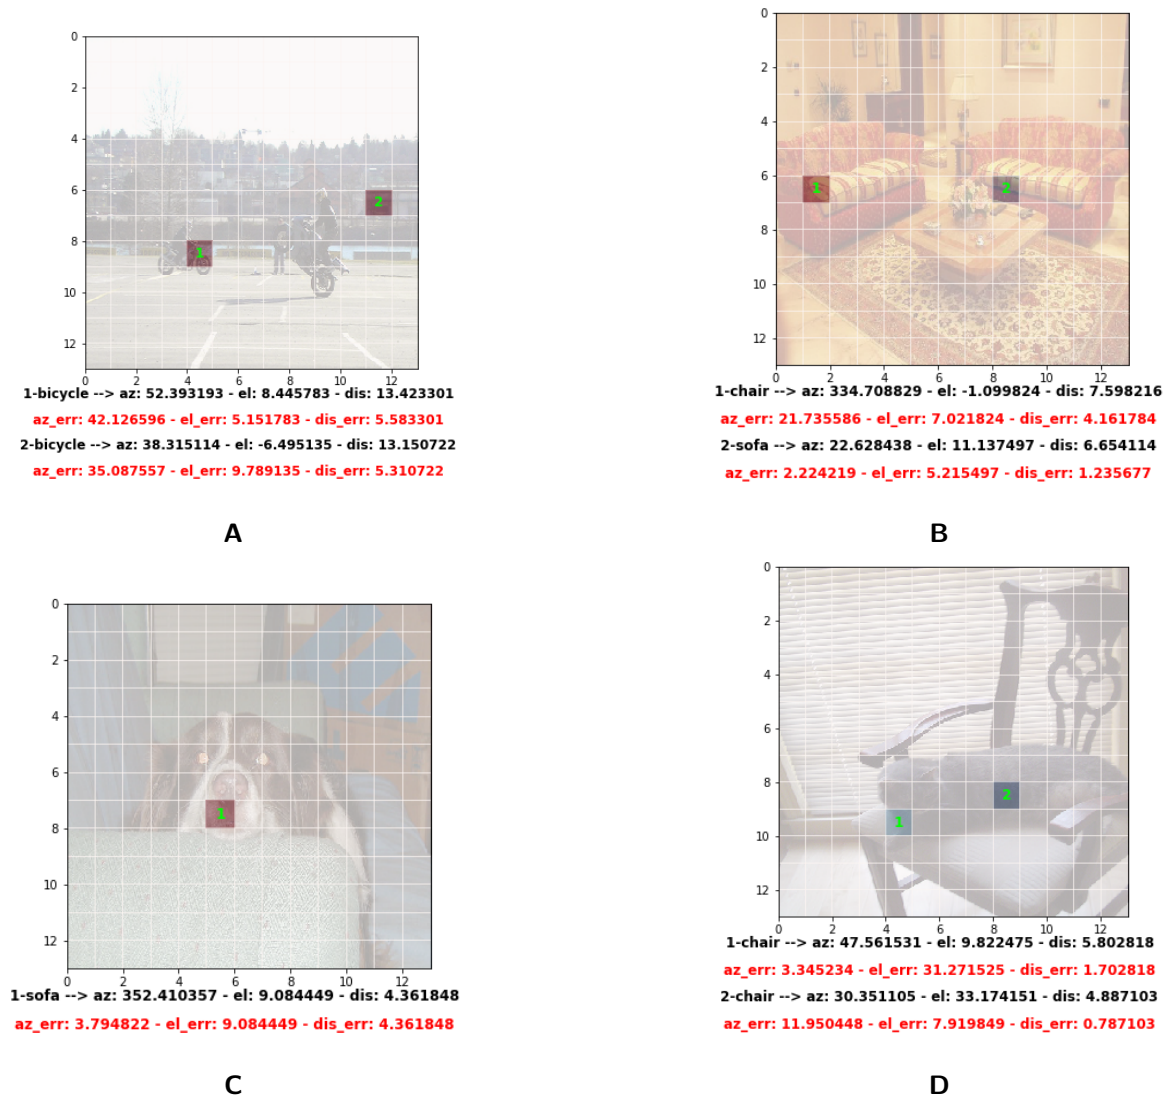 0
2
4
6
8
10
12
1
2
0 2 4 6 8 10 12
1-bicycle --> az: 52.393193 - el: 8.445783 - dis: 13.423301
az_err: 42.126596 - el_err: 5.151783 - dis_err: 5.583301
2-bicycle --> az: 38.315114 - el: -6.495135 - dis: 13.150722
az_err: 35.087557 - el_err: 9.789135 - dis_err: 5.310722
A
0
2
4
6
8
10
12
1
2
0 2 4 6 8 10 12
1-chair --> az: 334.708829 - el: -1.099824 - dis: 7.598216
az_err: 21.735586 - el_err: 7.021824 - dis_err: 4.161784
2-sofa --> az: 22.628438 - el: 11.137497 - dis: 6.654114
az_err: 2.224219 - el_err: 5.215497 - dis_err: 1.235677
B
0
2
4
6
8
10
12
1
0 2 4 6 8 10 12
1-sofa --> az: 352.410357 - el: 9.084449 - dis: 4.361848
az_err: 3.794822 - el_err: 9.084449 - dis_err: 4.361848
C
0
2
4
6
8
10
12
1
2
0 2 4 6 8 10 12
1-chair --> az: 47.561531 - el: 9.822475 - dis: 5.802818
az_err: 3.345234 - el_err: 31.271525 - dis_err: 1.702818
2-chair --> az: 30.351105 - el: 33.174151 - dis: 4.887103
az_err: 11.950448 - el_err: 7.919849 - dis_err: 0.787103
D